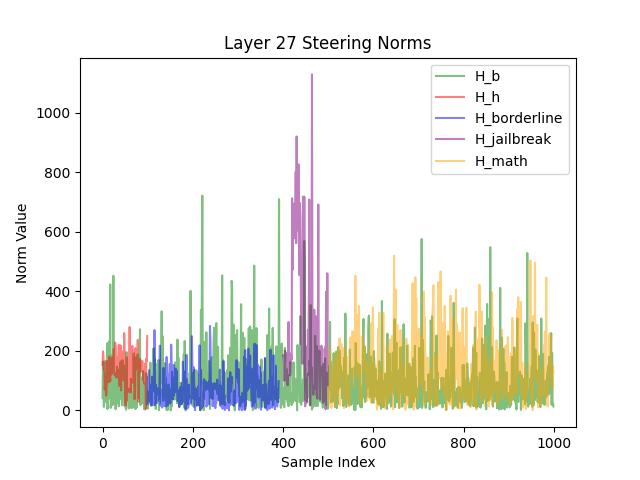 Layer 27 Steering Norms
Norm Value
1000
800
600
400
200
0
H_b
H_h
H_borderline
H_jailbreak
H_math
0
200
400
600
800
1000
Sample Index